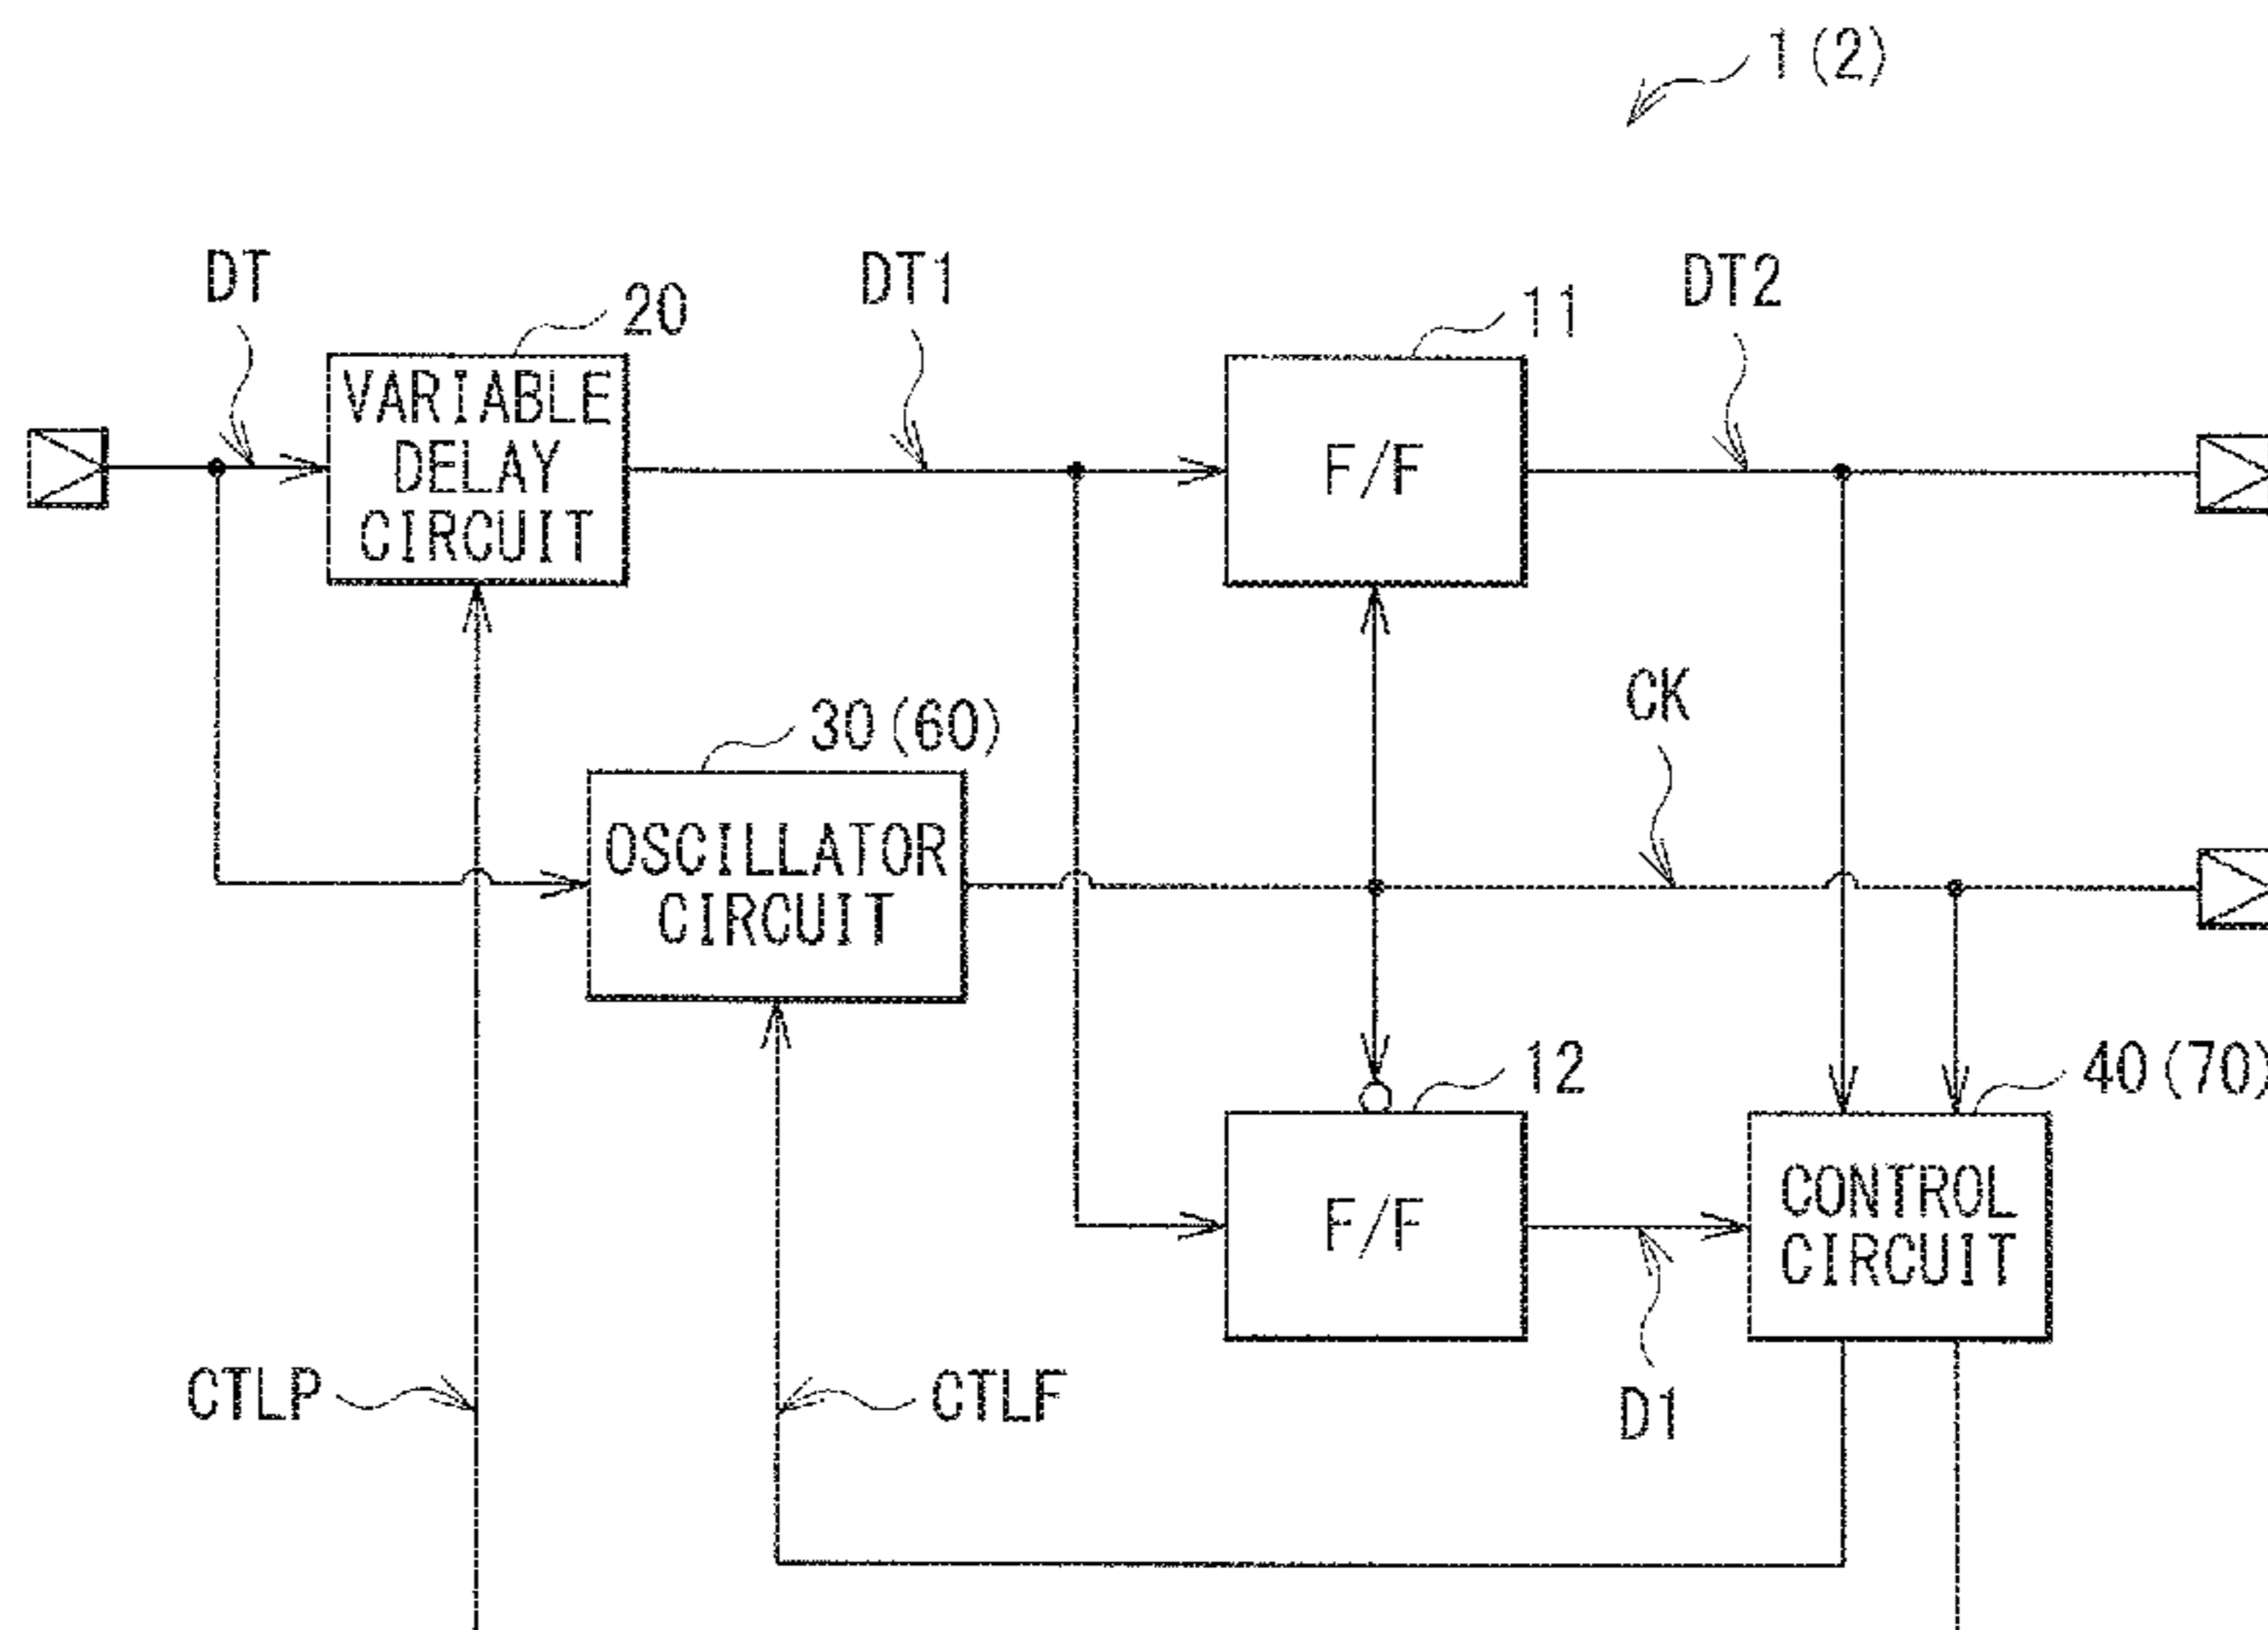 1(2)
DT
20
DT1
11
DT2
VARIABLE
DELAY
CIRCUIT
F/F
CK
30(60)
OSCILLATOR
CIRCUIT
12
40(70)
F/F
CONTROL
CIRCUIT
CTLP
CTLF
D1